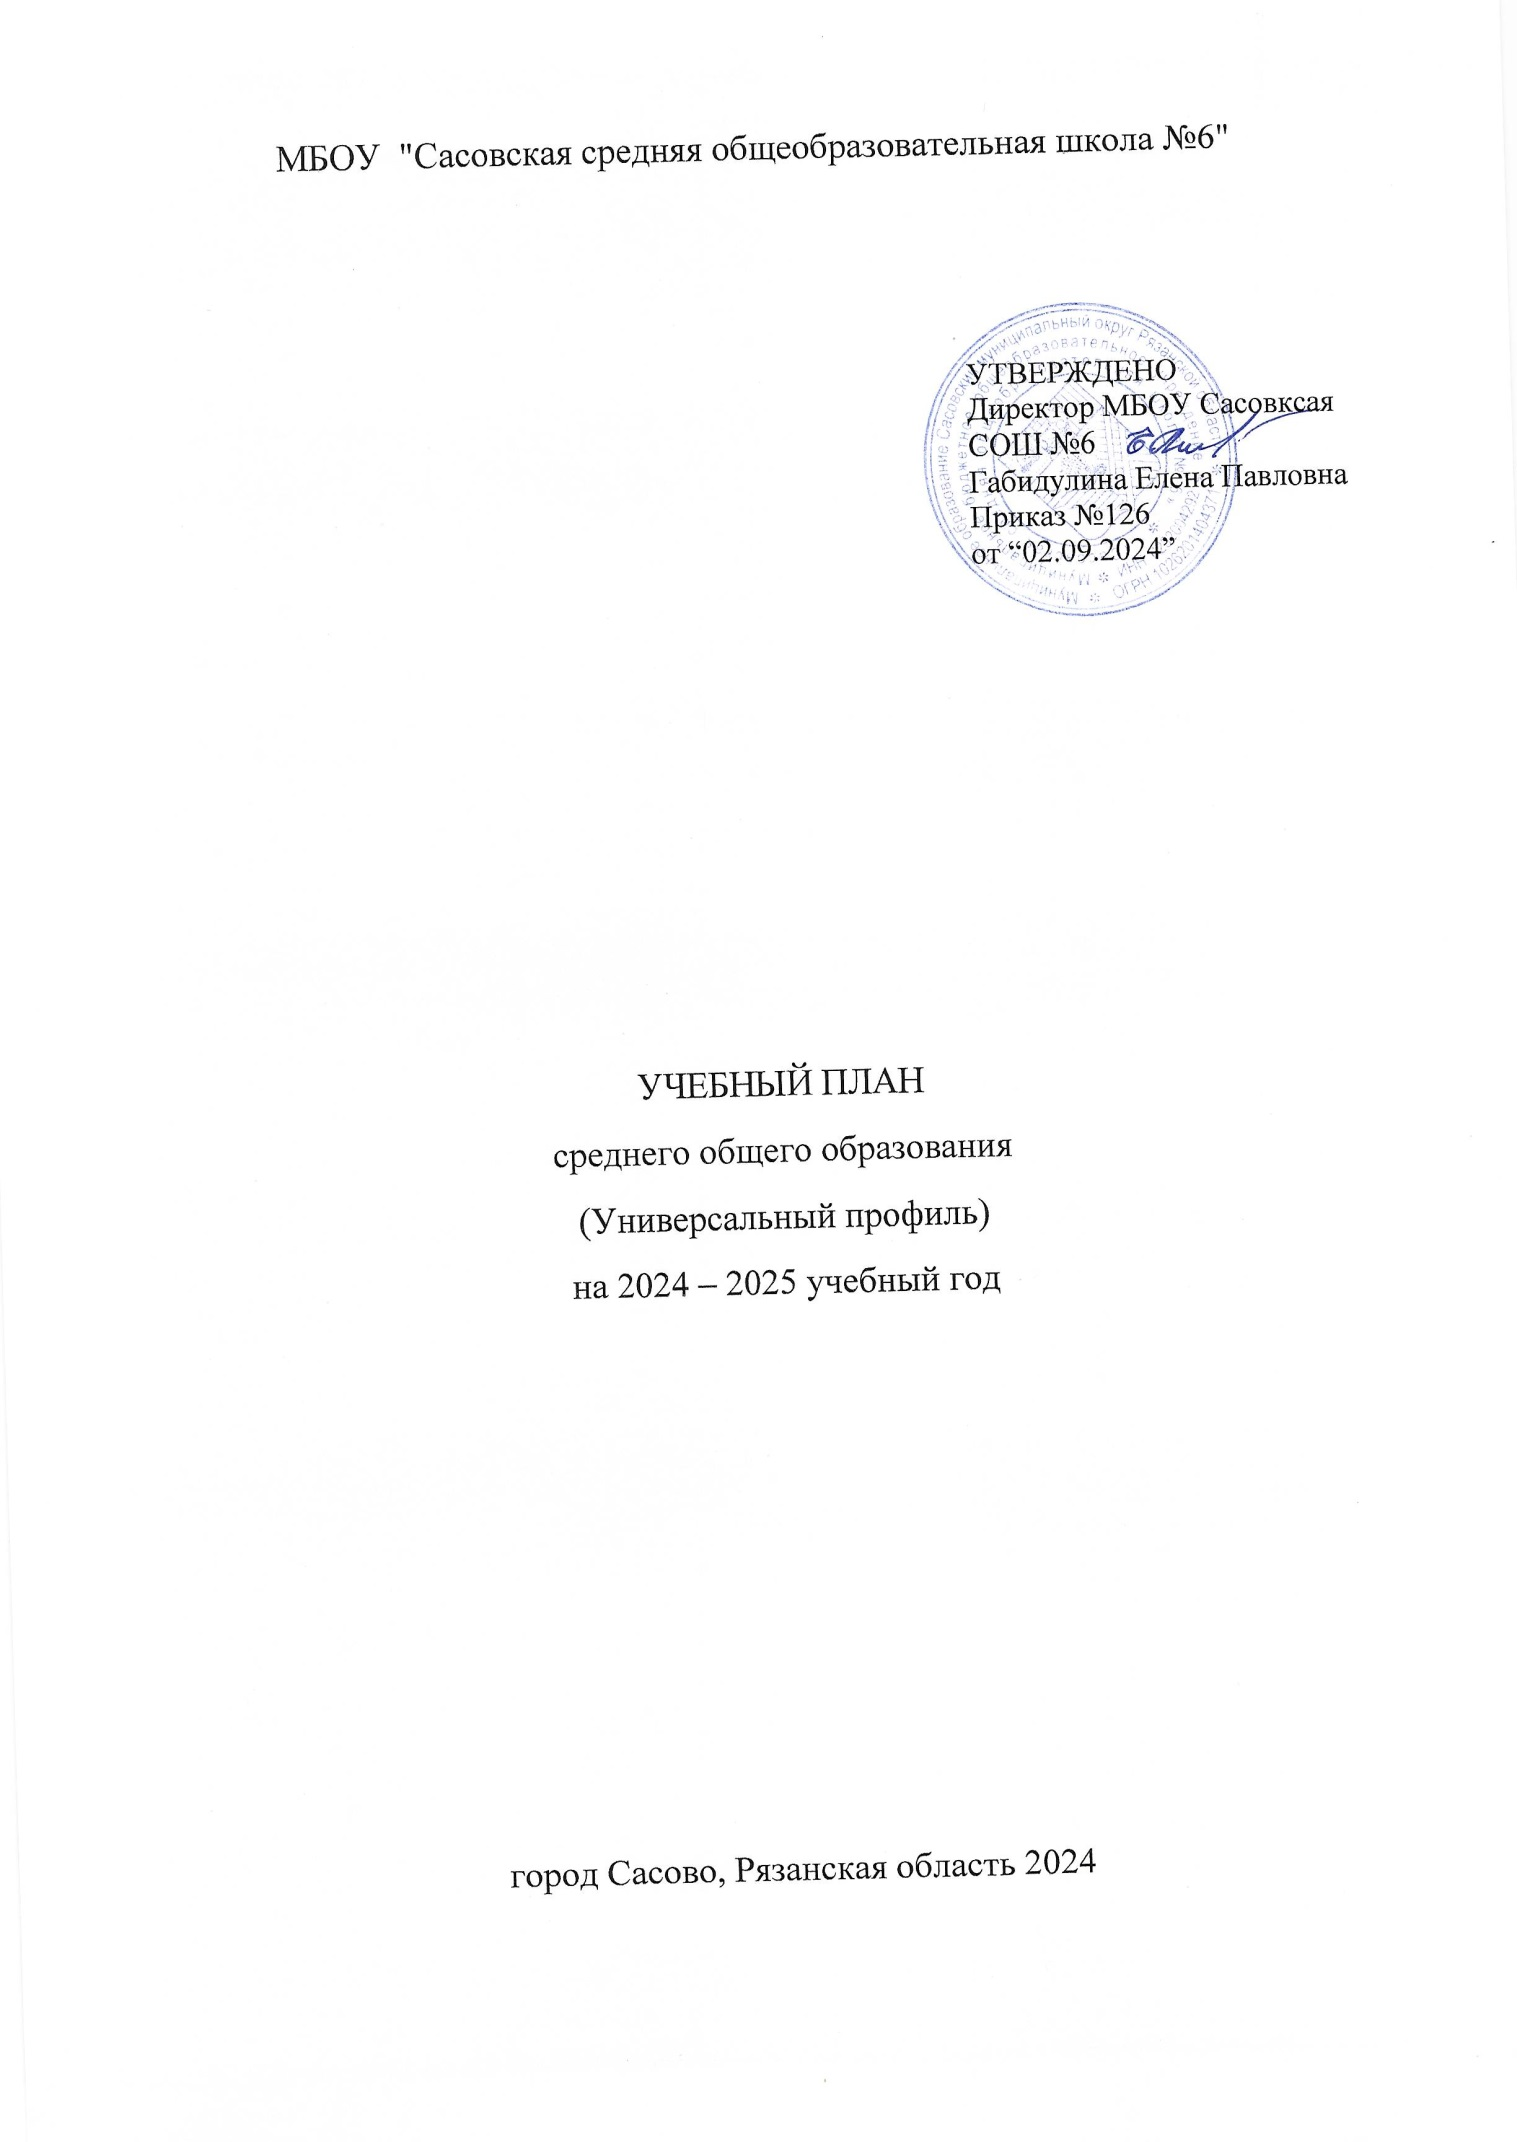 МБОУ  "Сасовская средняя общеобразовательная школа №6"
УТВЕРЖДЕНО
Директор МБОУ Сасовксая
СОШ №6
Габидулина Елена Павловна
Приказ №126
от “02.09.2024”
УЧЕБНЫЙ ПЛАН
среднего общего образования
(Универсальный профиль)
на 2024 – 2025 учебный год
город Сасово, Рязанская область 2024